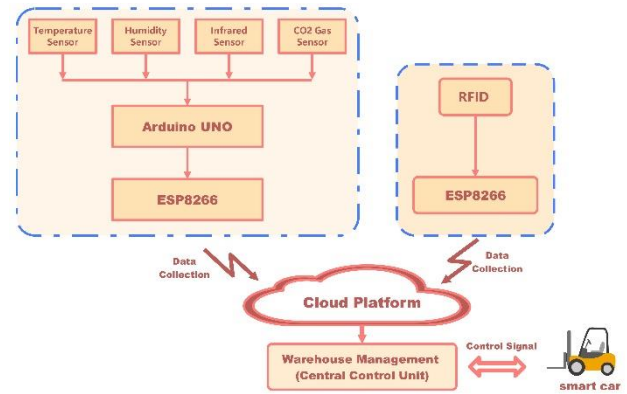 Temperature
Sensor
Humidity
Sensor
Infrared
Sensor
CO2 Gas
Sensor
Arduino UNO
ESP8266
RFID
ESP8266
Data
Collection
Data
Collection
Cloud Platform
Warehouse Management
(Central Control Unit)
Control Signal
smart car